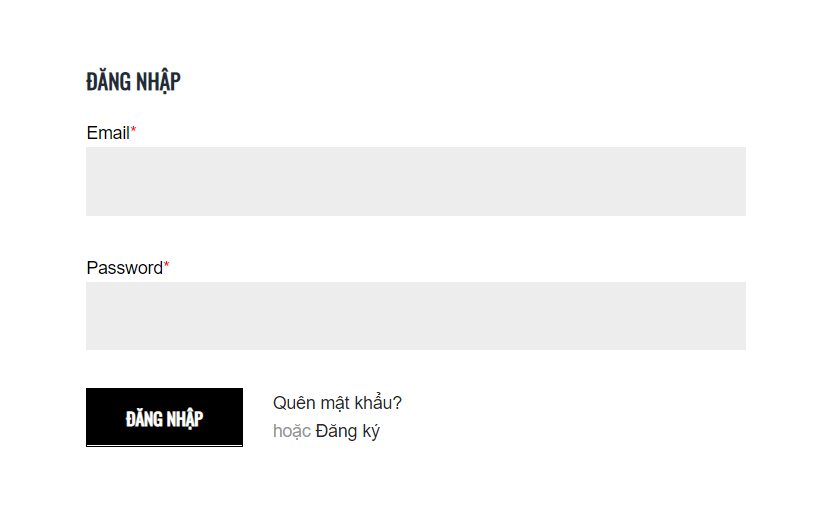 ĐĂNG NHẬP
Email*
Password*
ĐĂNG NHẬP
Quên mật khẩu?
hoặc Đăng ký